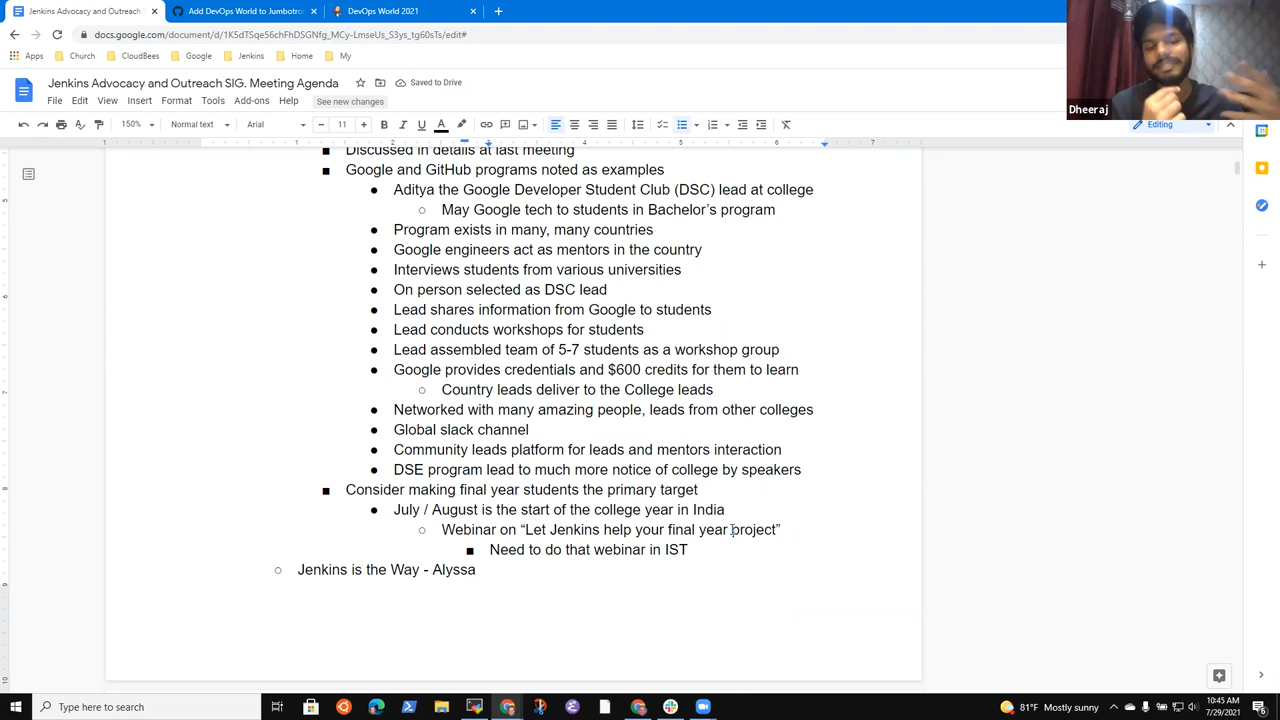 Jenkins Advocacy and Outreach S
Add DevOps World to Jumbotro
DevOps World 2021
docs.google.com/document/d/1K5dTSqe56chFhDSGNfg_MCy-LmseUs_S3ys_tg60sTs/edit#
Apps
Church
CloudBees
Google
Jenkins
Home
My
Dheeraj
Jenkins Advocacy and Outreach SIG. Meeting Agenda
Saved to Drive
File Edit View Insert Format Tools Add-ons Help
See new changes
150% Normal text Arial 11
Editing
1 1 2 3 4 5 6 7
Discussed in details at last meeting
Google and GitHub programs noted as examples
Aditya the Google Developer Student Club (DSC) lead at college
May Google tech to students in Bachelor's program
Program exists in many, many countries
Google engineers act as mentors in the country
Interviews students from various universities
On person selected as DSC lead
Lead shares information from Google to students
Lead conducts workshops for students
Lead assembled team of 5-7 students as a workshop group
Google provides credentials and $600 credits for them to learn
Country leads deliver to the College leads
Networked with many amazing people, leads from other colleges
Global slack channel
Community leads platform for leads and mentors interaction
DSE program lead to much more notice of college by speakers
Consider making final year students the primary target
July / August is the start of the college year in India
Webinar on “Let Jenkins help your final year project”
Need to do that webinar in IST
Jenkins is the Way - Alyssa
Type here to search
81°F Mostly sunny
10:45 AM
7/29/2021